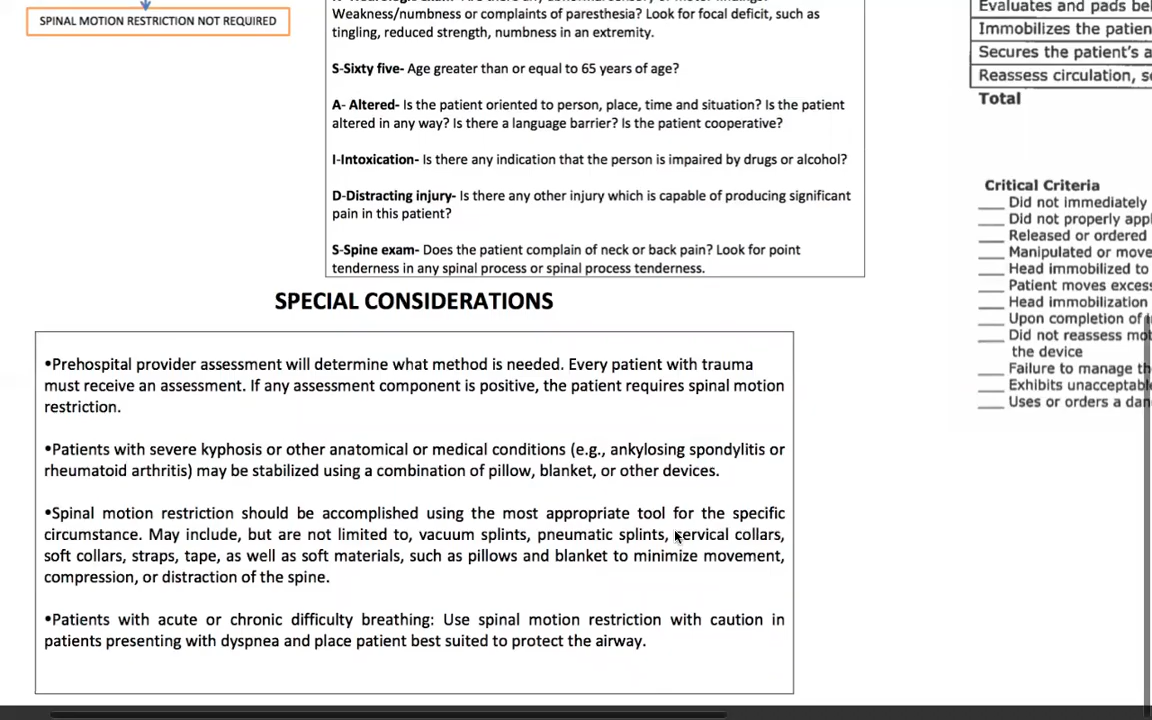 SPINAL MOTION RESTRICTION NOT REQUIRED
Weakness/numbness or complaints of paresthesia? Look for focal deficit, such as
tingling, reduced strength, numbness in an extremity.
S-Sixty five- Age greater than or equal to 65 years of age?
A- Altered- Is the patient oriented to person, place, time and situation? Is the patient
altered in any way? Is there a language barrier? Is the patient cooperative?
I-Intoxication- Is there any indication that the person is impaired by drugs or alcohol?
D-Distracting injury- Is there any other injury which is capable of producing significant
pain in this patient?
S-Spine exam- Does the patient complain of neck or back pain? Look for point
tenderness in any spinal process or spinal process tenderness.
SPECIAL CONSIDERATIONS
•Prehospital provider assessment will determine what method is needed. Every patient with trauma
must receive an assessment. If any assessment component is positive, the patient requires spinal motion
restriction.
•Patients with severe kyphosis or other anatomical or medical conditions (e.g., ankylosing spondylitis or
rheumatoid arthritis) may be stabilized using a combination of pillow, blanket, or other devices.
•Spinal motion restriction should be accomplished using the most appropriate tool for the specific
circumstance. May include, but are not limited to, vacuum splints, pneumatic splints, cervical collars,
soft collars, straps, tape, as well as soft materials, such as pillows and blanket to minimize movement,
compression, or distraction of the spine.
•Patients with acute or chronic difficulty breathing: Use spinal motion restriction with caution in
patients presenting with dyspnea and place patient best suited to protect the airway.
Evaluates and pads
Immobilizes the
Secures the patient's
Reassess circulation,
Total
Critical Criteria
___ Did not immediately
___ Did not properly
___ Released or ordered
___ Manipulated or
___ Head immobilized to
___ Patient moves
___ Head immobilization
___ Upon completion of
___ Did not reassess
the device
___ Failure to manage
___ Exhibits
___ Uses or orders a